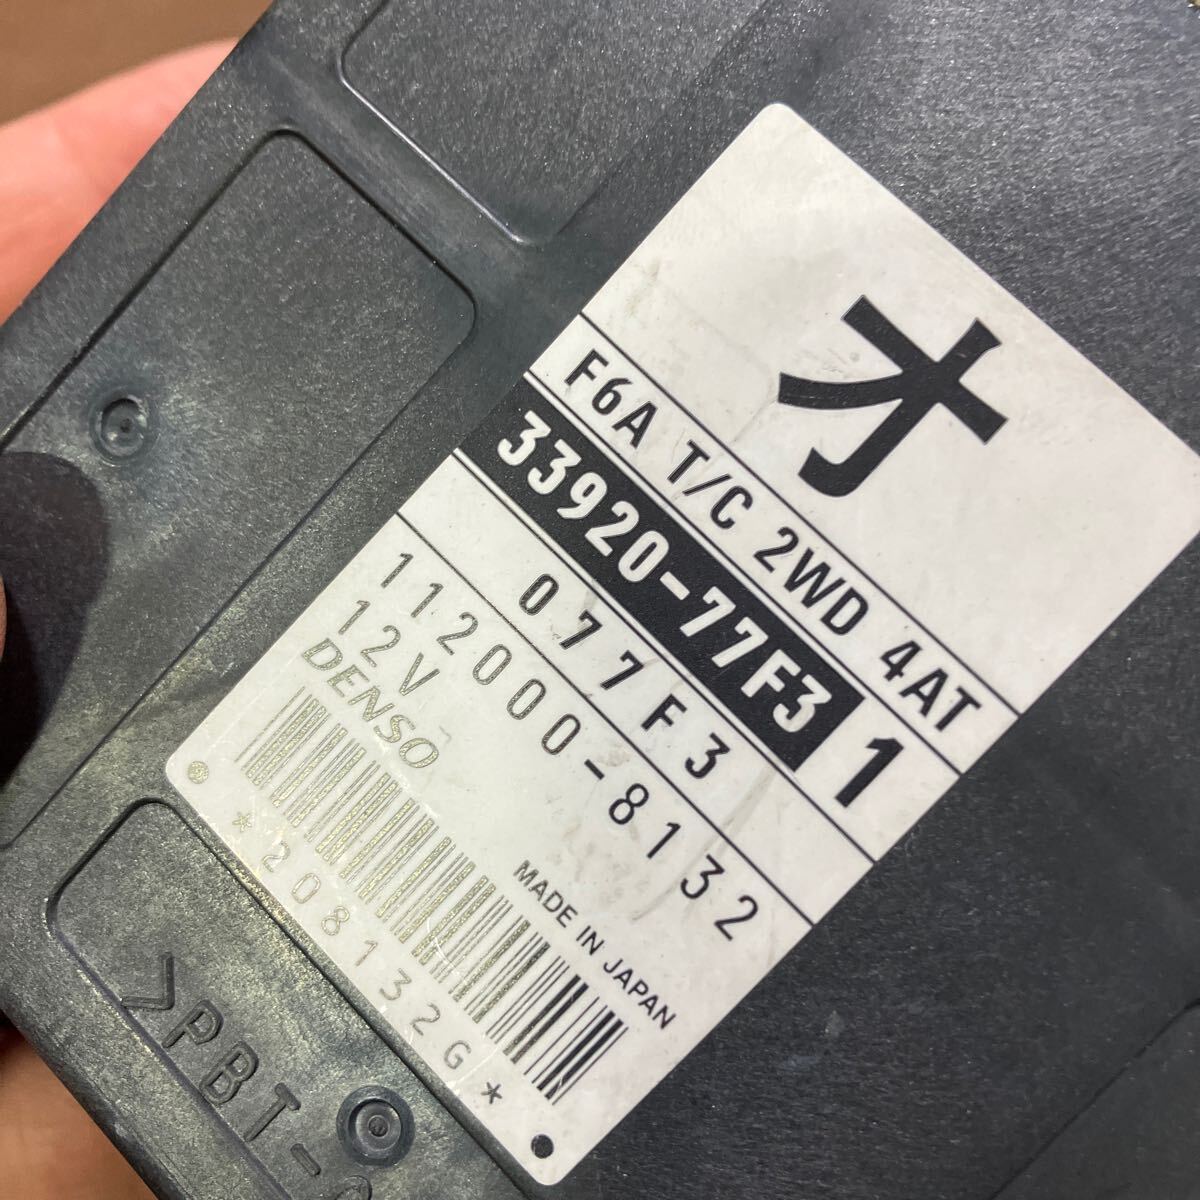 オ
F6A T/C 2WD 4AT
33920-77F3 1
077F3
112000-8132
12V
DENSO
MADE IN JAPAN
*208132G*
>PBT-